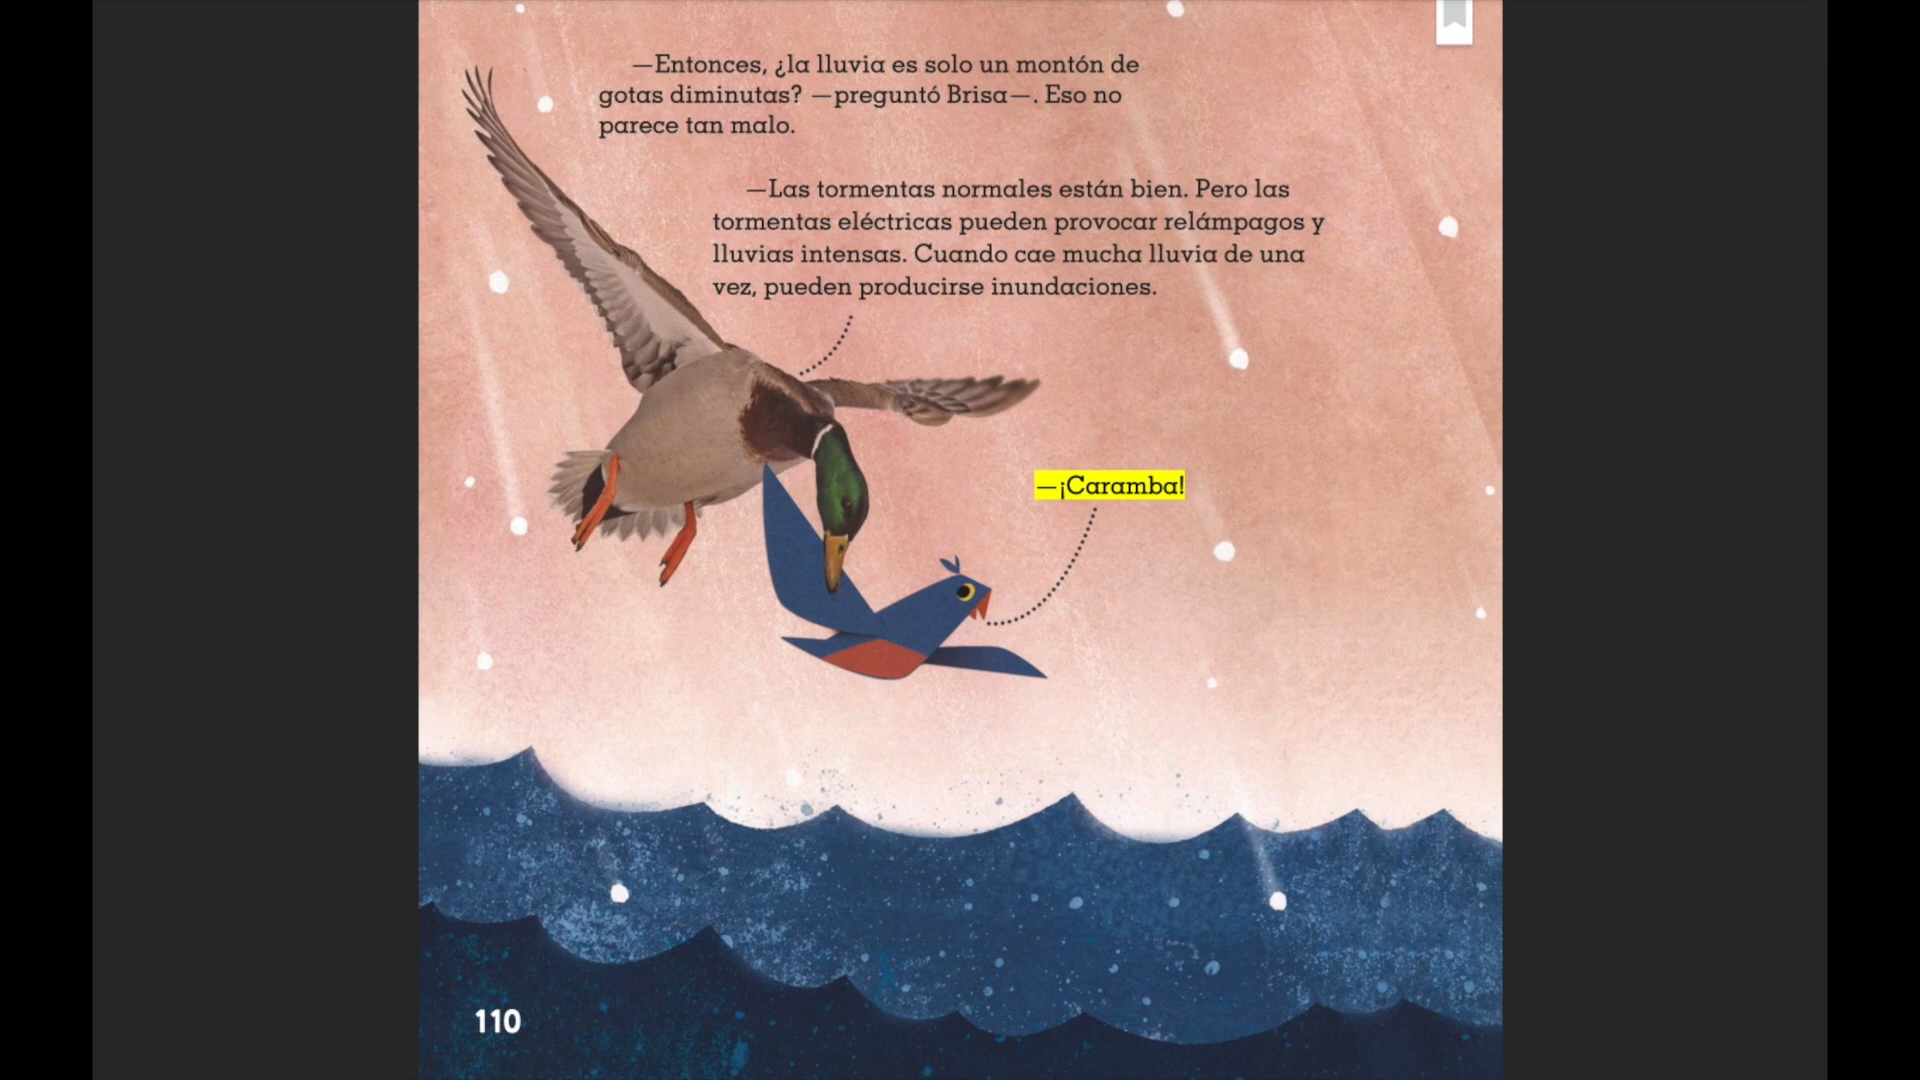 —Entonces, ¿la lluvia es solo un montón de
gotas diminutas? —preguntó Brisa—. Eso no
parece tan malo.
—Las tormentas normales están bien. Pero las
tormentas eléctricas pueden provocar relámpagos y
lluvias intensas. Cuando cae mucha lluvia de una
vez, pueden producirse inundaciones.
—¡Caramba!
110